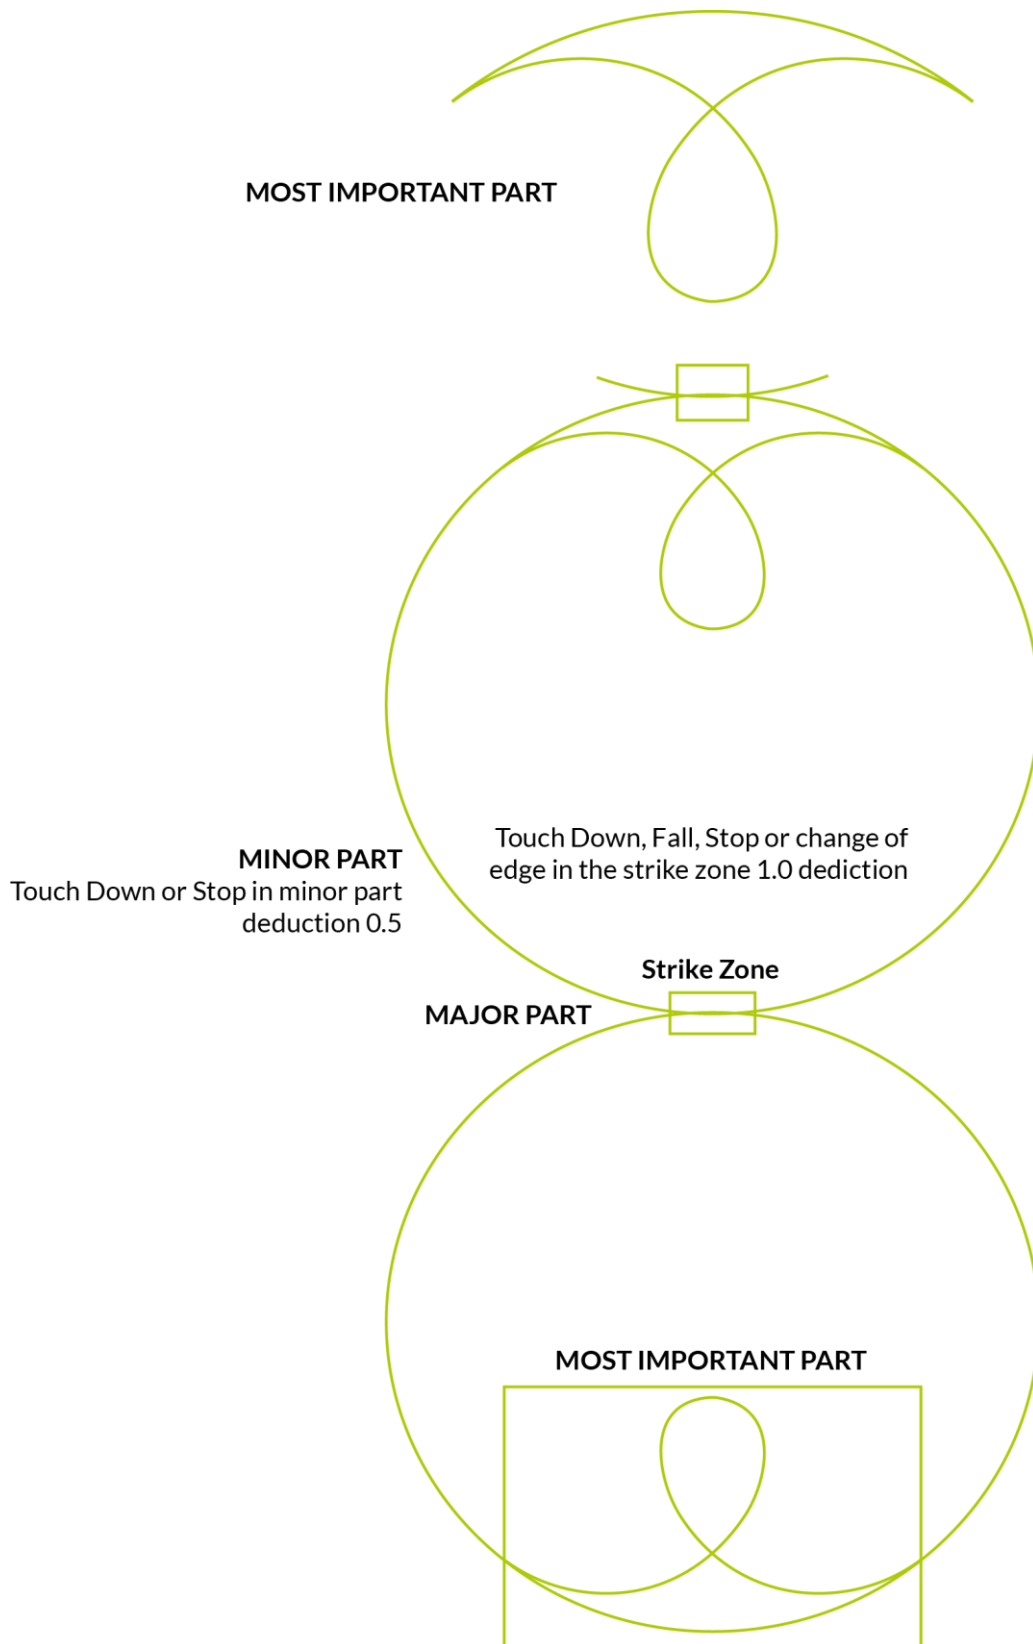 MOST IMPORTANT PART
Touch Down, Fall, Stop or change of
edge in the strike zone 1.0 dediction
MINOR PART
Touch Down or Stop in minor part
deduction 0.5
Strike Zone
MAJOR PART
MOST IMPORTANT PART